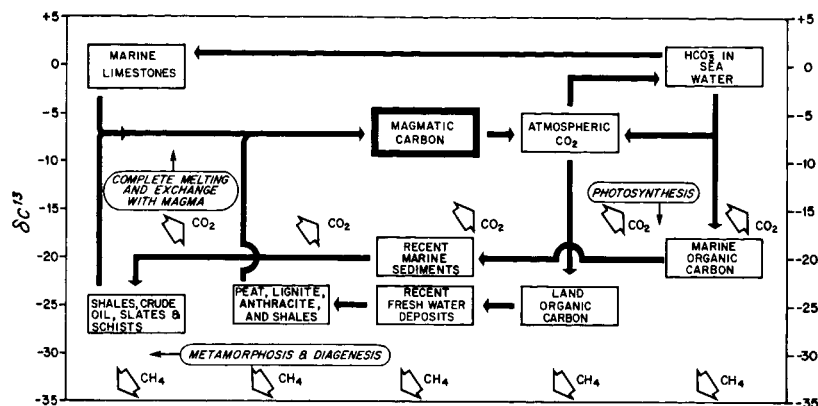 +5
0
+5
-10
-15
-20
-25
-30
-35
δC13
MARINE
LIMESTONES
HCO3 IN
SEA
WATER
MAGMATIC
CARBON
ATMOSPHERIC
CO2
COMPLETE MELTING
AND EXCHANGE
WITH MAGMA
PHOTOSYNTHESIS
CO2
CO2
CO2
CO2
CO2
RECENT
MARINE
SEDIMENTS
MARINE
ORGANIC
CARBON
SHALES, CRUDE
OIL, SLATES &
SCHISTS
PEAT, LIGNITE,
ANTHRACITE,
AND SHALES
RECENT
FRESH WATER
DEPOSITS
LAND
ORGANIC
CARBON
METAMORPHOSIS & DIAGENESIS
CH4
CH4
CH4
CH4
CH4
+5
0
-5
-10
-15
-20
-25
-30
-35